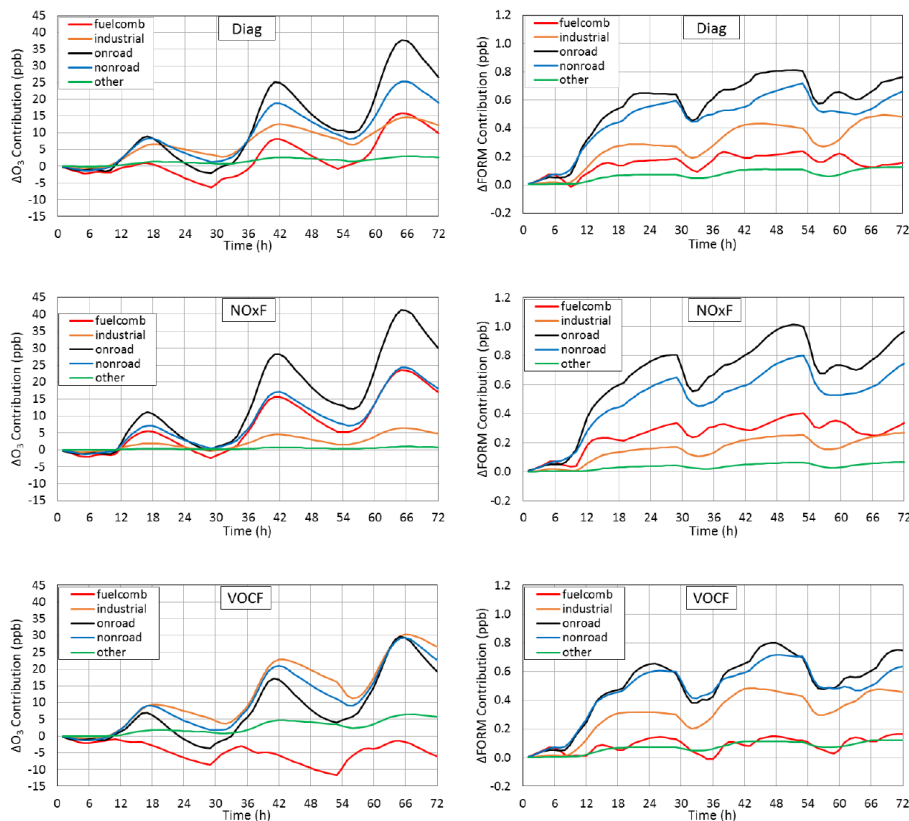 Diag
fuelcomb
industrial
onroad
nonroad
other
ΔO₃ Contribution (ppb)
45
40
35
30
25
20
15
10
5
0
-5
-10
-15
0 6 12 18 24 30 36 42 48 54 60 66 72
Time (h)
Diag
fuelcomb
industrial
onroad
nonroad
other
ΔFORM Contribution (ppb)
1.2
1.0
0.8
0.6
0.4
0.2
0.0
-0.2
0 6 12 18 24 30 36 42 48 54 60 66 72
Time (h)
NOxF
fuelcomb
industrial
onroad
nonroad
other
ΔO₃ Contribution (ppb)
45
40
35
30
25
20
15
10
5
0
-5
-10
-15
0 6 12 18 24 30 36 42 48 54 60 66 72
Time (h)
NOxF
fuelcomb
industrial
onroad
nonroad
other
ΔFORM Contribution (ppb)
1.2
1.0
0.8
0.6
0.4
0.2
0.0
-0.2
0 6 12 18 24 30 36 42 48 54 60 66 72
Time (h)
VOCF
fuelcomb
industrial
onroad
nonroad
other
ΔO₃ Contribution (ppb)
45
40
35
30
25
20
15
10
5
0
-5
-10
-15
0 6 12 18 24 30 36 42 48 54 60 66 72
Time (h)
VOCF
fuelcomb
industrial
onroad
nonroad
other
ΔFORM Contribution (ppb)
1.2
1.0
0.8
0.6
0.4
0.2
0.0
-0.2
0 6 12 18 24 30 36 42 48 54 60 66 72
Time (h)